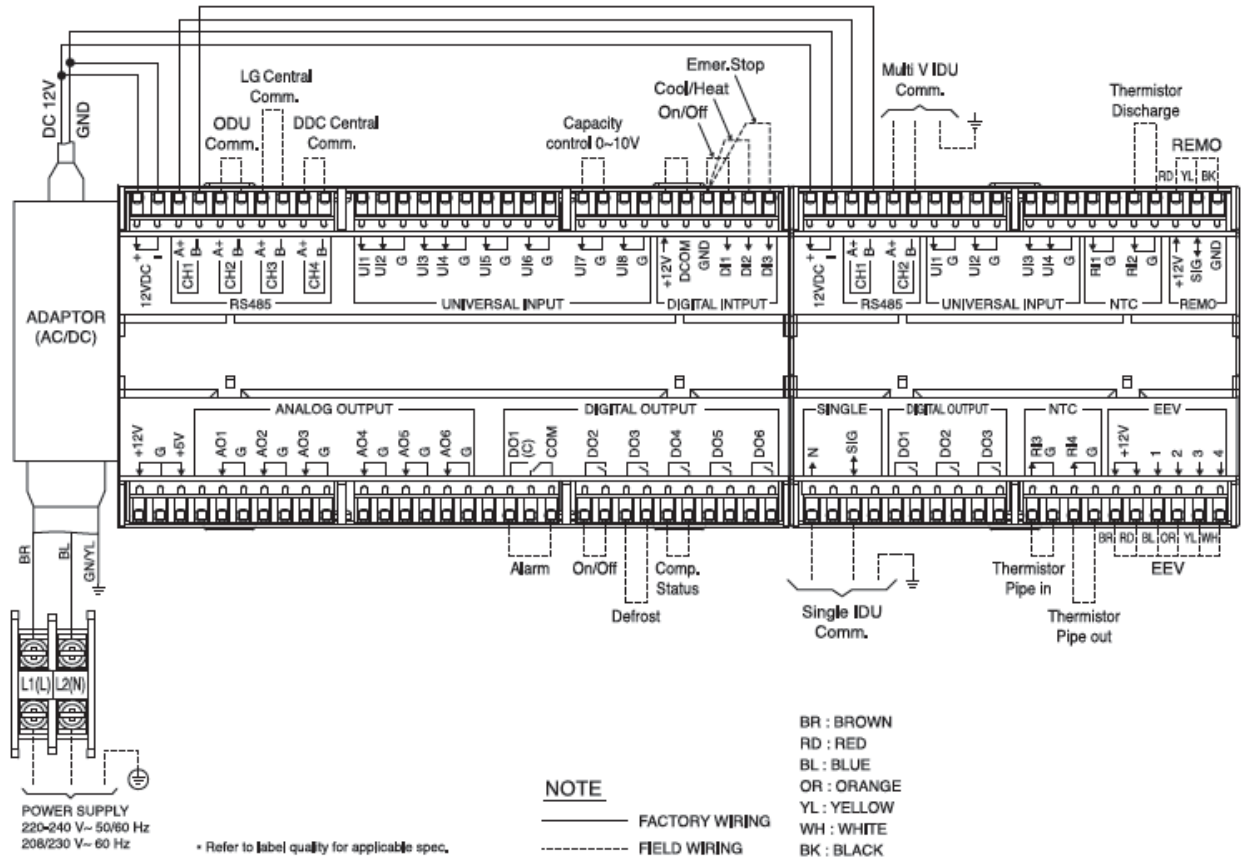 DC 12V
GND
LG Central
Comm.
ODU
Comm.
DDC Central
Comm.
Capacity
control 0~10V
Emer.Stop
Cool/Heat
On/Off
Multi V IDU
Comm.
Thermistor
Discharge
REMO
RD YL BK
ADAPTOR
(AC/DC)
+ −
12VDC
A+ B- A+ B- A+ B- A+ B-
CH1 CH2 CH3 CH4
RS485
UI1 UI2 G UI3 UI4 G UI5 G UI6 G UI7 G UI8 G
UNIVERSAL INPUT
+12V DCOM GND DI1 DI2 DI3
DIGITAL INTPUT
+ −
12VDC
A+ B- A+ B-
CH1 CH2
RS485
UI1 G UI2 G UI3 UI4 G
UNIVERSAL INPUT
RI1 G RI2 G
NTC
+12V SIG GND
REMO
ANALOG OUTPUT
+12V G +5V AO1 G AO2 G AO3 G AO4 G AO5 G AO6 G
DIGITAL OUTPUT
DO1 (C) COM DO2 DO3 DO4 DO5 DO6
SINGLE
N SIG
DIGITAL OUTPUT
DO1 DO2 DO3
NTC
RI3 G RI4 G
EEV
+12V 1 2 3 4
BR
BL
GN/YL
Alarm
On/Off
Defrost
Comp.
Status
Single IDU
Comm.
Thermistor
Pipe in
Thermistor
Pipe out
BR RD BL OR YL WH
EEV
L1(L) L2(N)
POWER SUPPLY
220-240 V~ 50/60 Hz
208/230 V~ 60 Hz
* Refer to label quality for applicable spec.
NOTE
FACTORY WIRING
FIELD WIRING
BR : BROWN
RD : RED
BL : BLUE
OR : ORANGE
YL : YELLOW
WH : WHITE
BK : BLACK